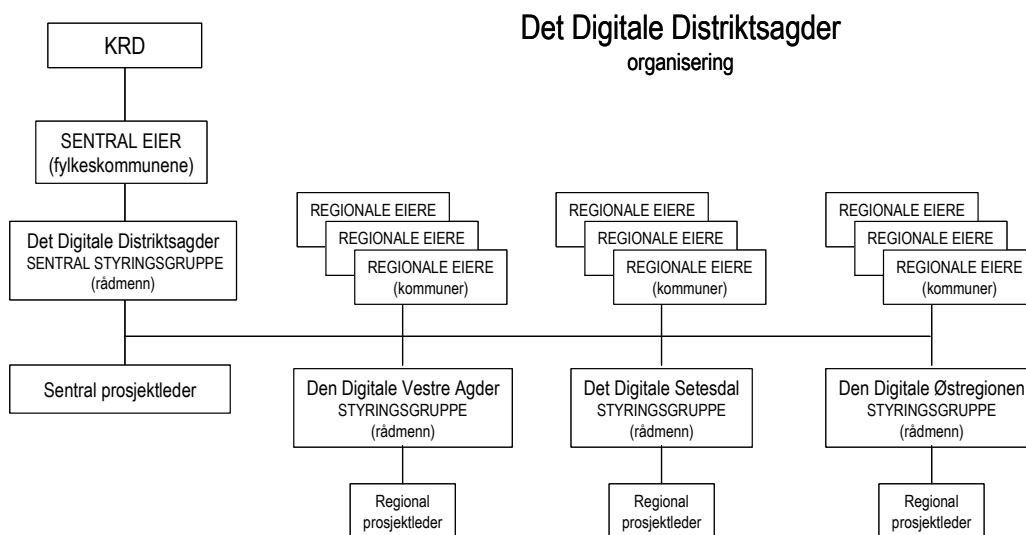 Det Digitale Distriktsagder
organisering
KRD
SENTRAL EIER
(fylkeskommunene)
Det Digitale Distriktsagder
SENTRAL STYRINGSGRUPPE
(rådmenn)
REGIONALE EIERE
REGIONALE EIERE
REGIONALE EIERE
(kommuner)
REGIONALE EIERE
REGIONALE EIERE
REGIONALE EIERE
(kommuner)
REGIONALE EIERE
REGIONALE EIERE
REGIONALE EIERE
(kommuner)
Sentral prosjektleder
Den Digitale Vestre Agder
STYRINGSGRUPPE
(rådmenn)
Det Digitale Setesdal
STYRINGSGRUPPE
(rådmenn)
Den Digitale Østregionen
STYRINGSGRUPPE
(rådmenn)
Regional
prosjektleder
Regional
prosjektleder
Regional
prosjektleder